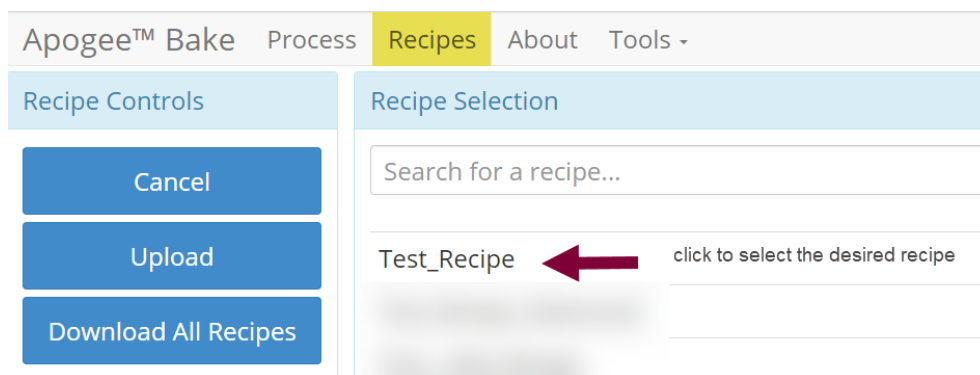 Apogee™ Bake Process Recipes About Tools
Recipe Controls
Recipe Selection
Cancel
Upload
Download All Recipes
Search for a recipe...
Test_Recipe click to select the desired recipe